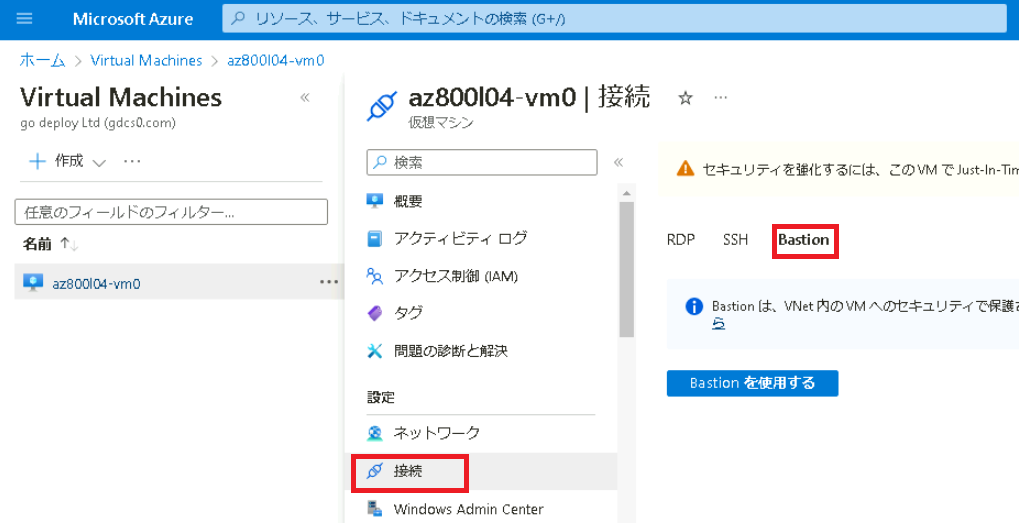 Microsoft Azure
リソース、サービス、ドキュメントの検索 (G+/)
ホーム > Virtual Machines > az800l04-vm0
Virtual Machines
go deploy Ltd (gdcs0.com)
作成
任意のフィールドのフィルター...
名前 ↑↓
az800l04-vm0
az800l04-vm0 | 接続
仮想マシン
検索
概要
アクティビティ ログ
アクセス制御 (IAM)
タグ
問題の診断と解決
設定
ネットワーク
接続
Windows Admin Center
セキュリティを強化するには、この VM で Just-In-Tim
RDP SSH Bastion
Bastion は、VNet 内の VM へのセキュリティで保護
ら
Bastion を使用する